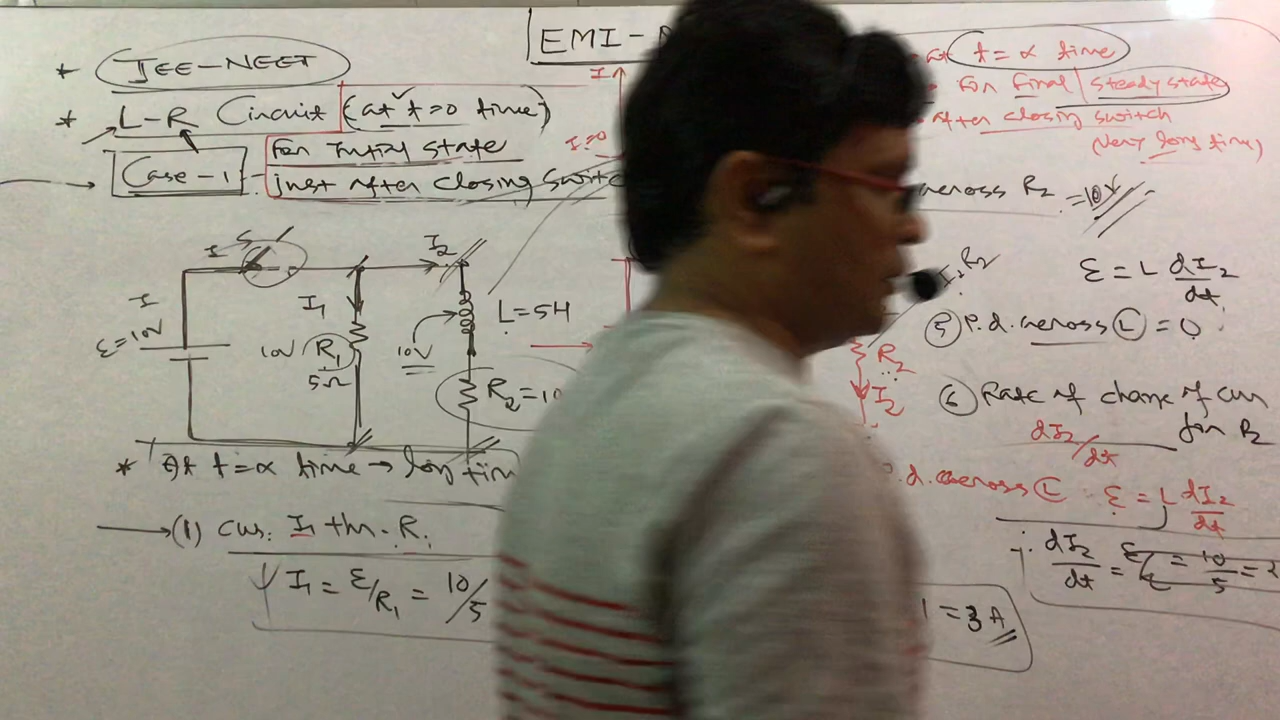 EMI-
* JEE-NEET
* L-R Circuit (at t=0 time)
Case-1
For Initial state
just after closing switch
I
I=0
at t=∝ time
For final steady state
After closing switch
(very long time)
across R2 = 10V
I S
I2
I
I1
ε=10V
10V R1
5Ω
10V
L=5H
R2=10
* At t=∝ time → long tim
→ (1) cur. I1 thr. R1
I1 = ε/R1 = 10/5
R2
I2
I2R2
ε = L dI2/dt
(5) P.d. across (L) = 0
(6) Rate of change of curr
for R2
dI2/dt
P.d. across L ε = L dI2/dt
∴ dI2/dt = ε/L = 10/5 = 2
I = 3A